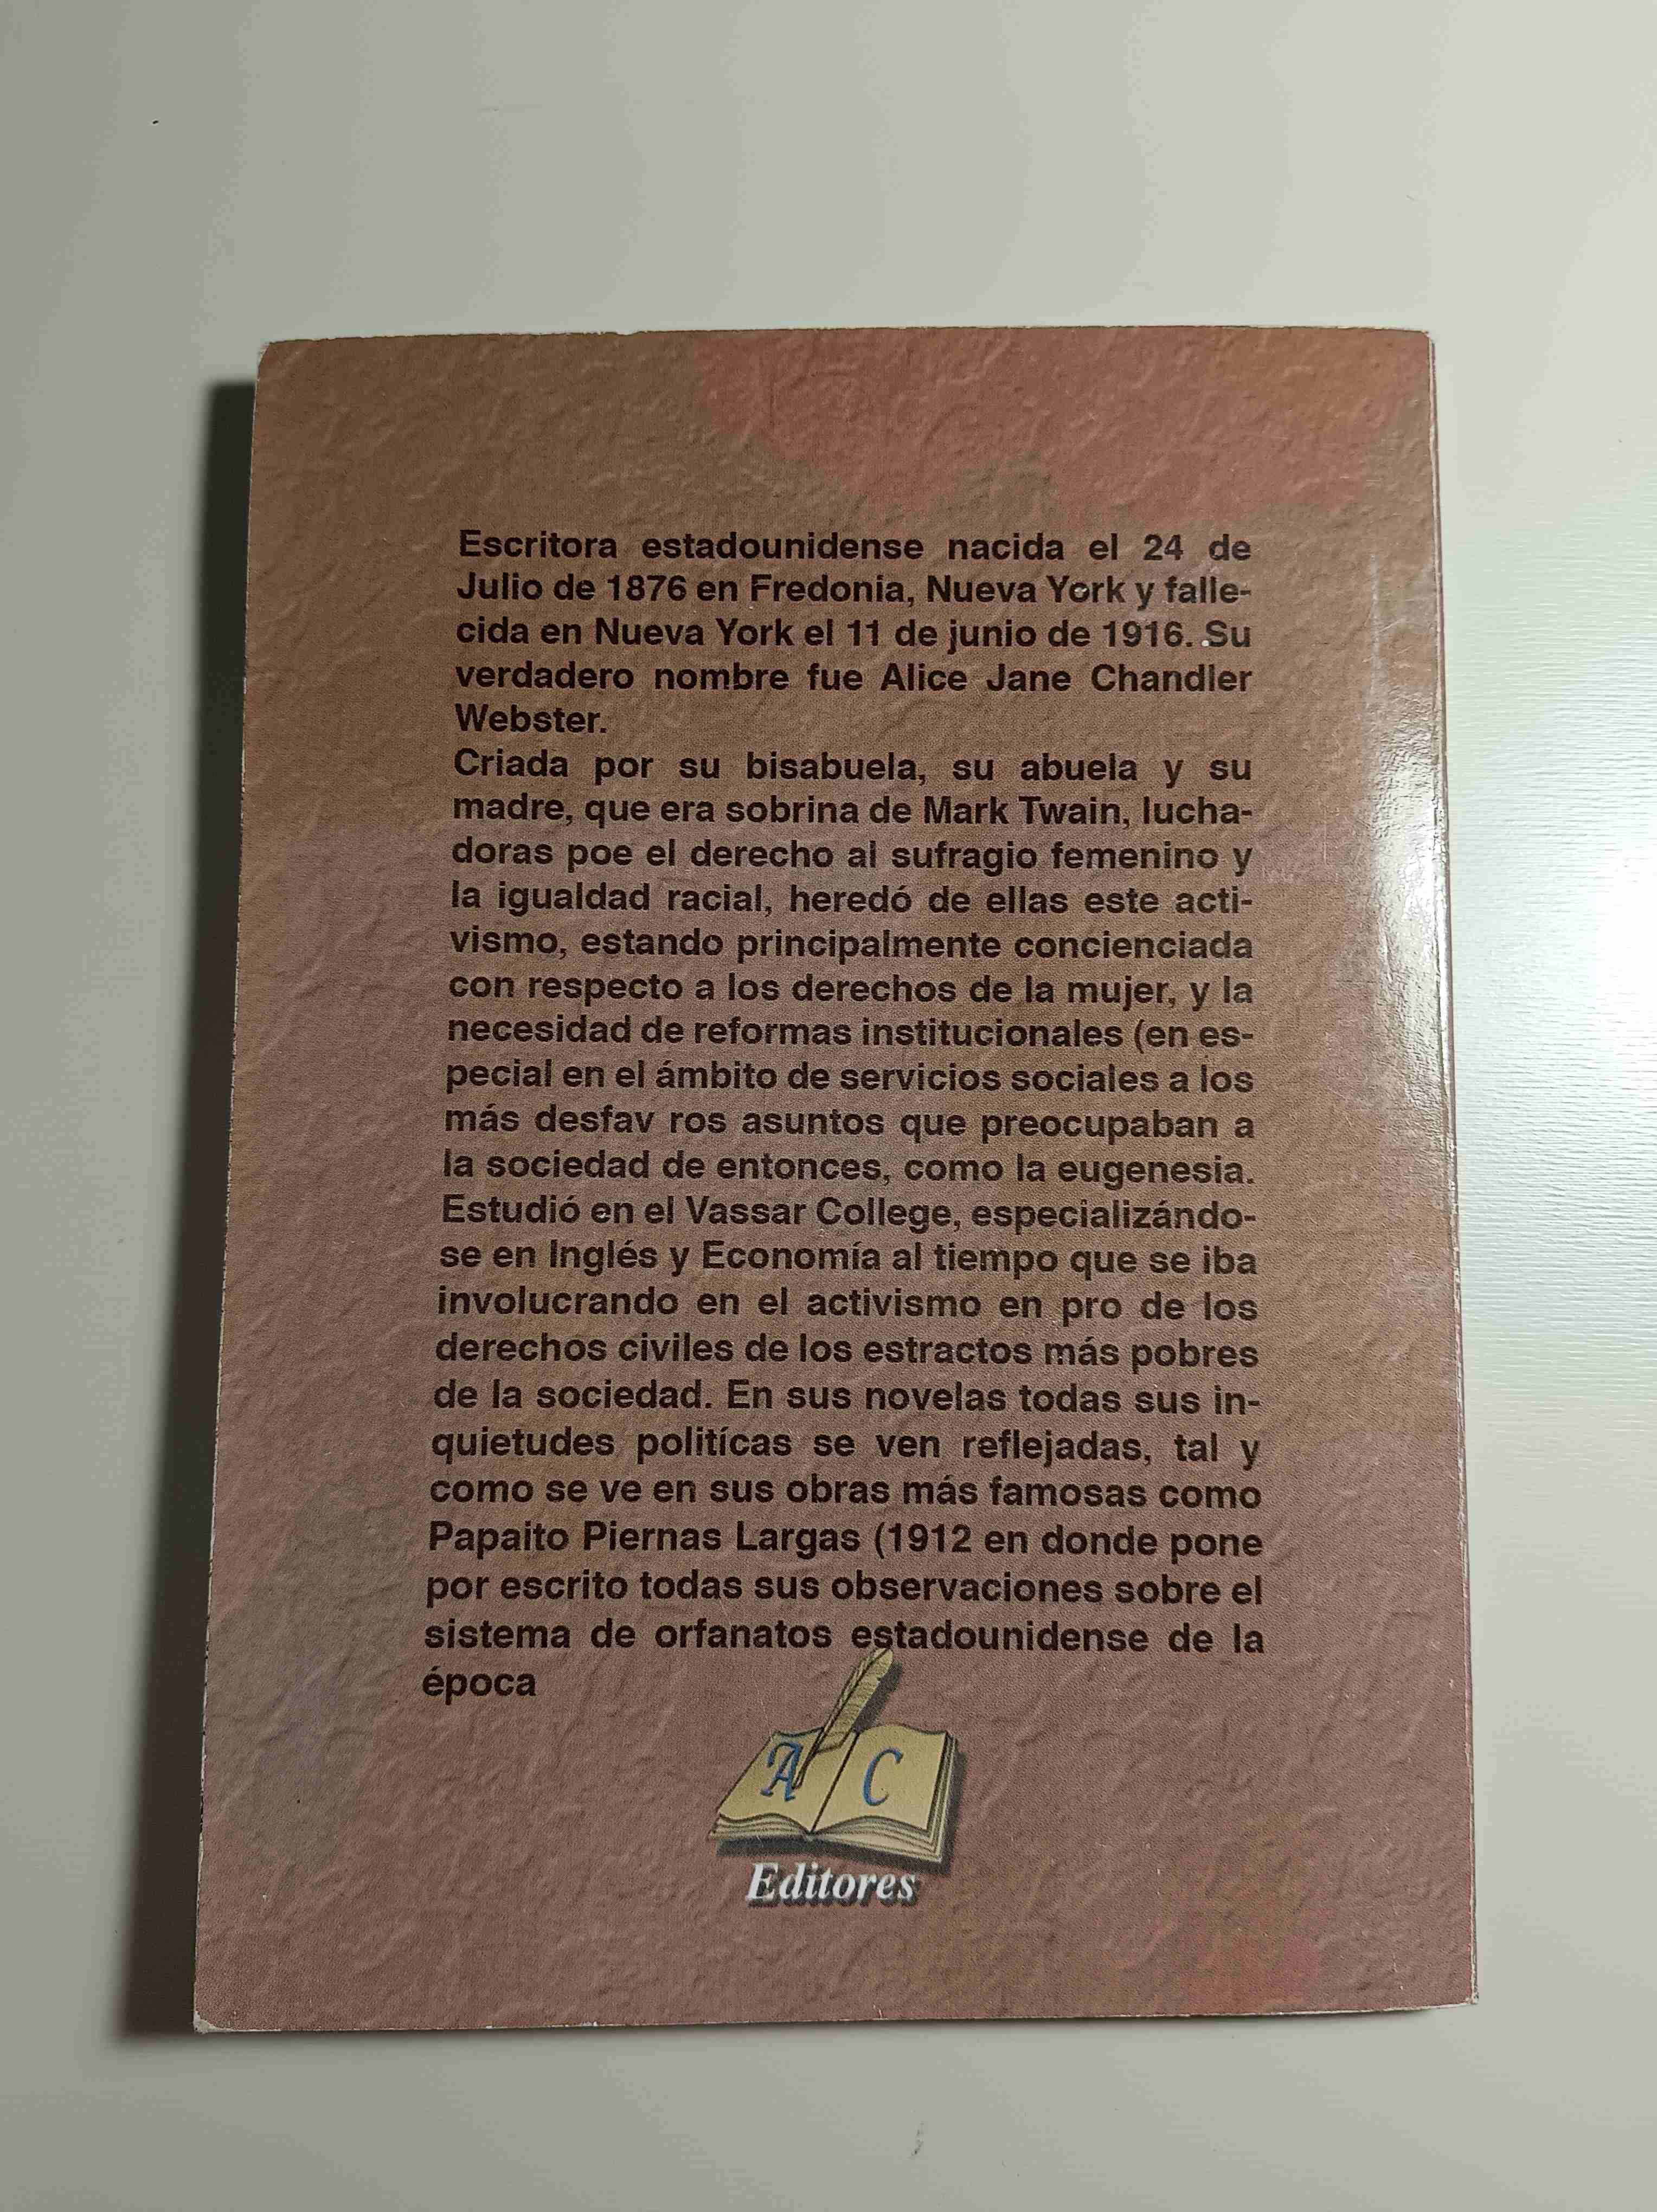 Escritora estadounidense nacida el 24 de
Julio de 1876 en Fredonia, Nueva York y falle-
cida en Nueva York el 11 de junio de 1916. Su
verdadero nombre fue Alice Jane Chandler
Webster.
Criada por su bisabuela, su abuela y su
madre, que era sobrina de Mark Twain, lucha-
doras poe el derecho al sufragio femenino y
la igualdad racial, heredó de ellas este acti-
vismo, estando principalmente concienciada
con respecto a los derechos de la mujer, y la
necesidad de reformas institucionales (en es-
pecial en el ámbito de servicios sociales a los
más desfav ros asuntos que preocupaban a
la sociedad de entonces, como la eugenesia.
Estudió en el Vassar College, especializándo-
se en Inglés y Economía al tiempo que se iba
involucrando en el activismo en pro de los
derechos civiles de los estractos más pobres
de la sociedad. En sus novelas todas sus in-
quietudes politícas se ven reflejadas, tal y
como se ve en sus obras más famosas como
Papaito Piernas Largas (1912 en donde pone
por escrito todas sus observaciones sobre el
sistema de orfanatos estadounidense de la
época
A C
Editores